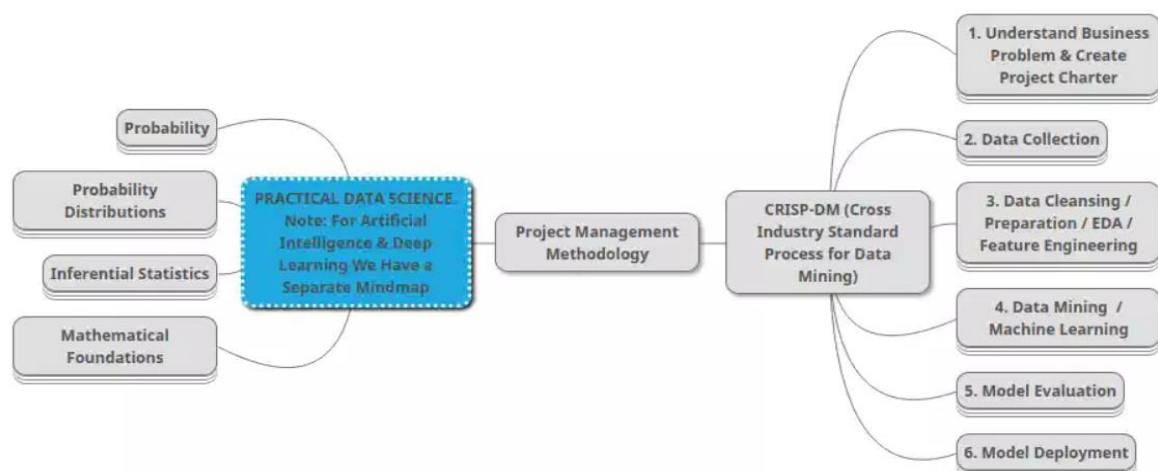 Probability
Probability
Distributions
Inferential Statistics
Mathematical
Foundations
PRACTICAL DATA SCIENCE.
Note: For Artificial
Intelligence & Deep
Learning We Have a
Separate Mindmap
Project Management
Methodology
CRISP-DM (Cross
Industry Standard
Process for Data
Mining)
1. Understand Business
Problem & Create
Project Charter
2. Data Collection
3. Data Cleansing /
Preparation / EDA /
Feature Engineering
4. Data Mining /
Machine Learning
5. Model Evaluation
6. Model Deployment